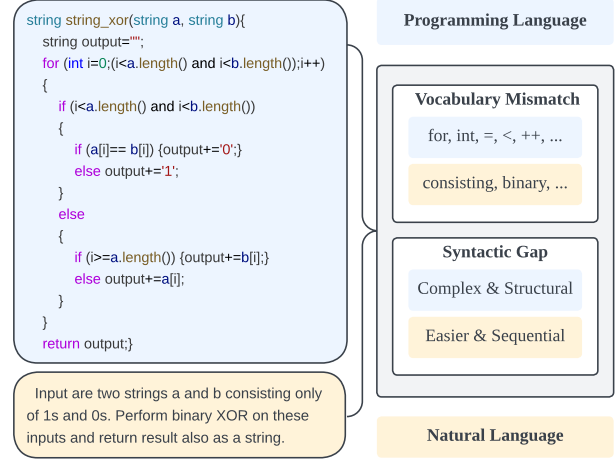 string string_xor(string a, string b){
string output="";
for (int i=0;(i<a.length() and i<b.length());i++)
{
if (i<a.length() and i<b.length())
{
if (a[i]== b[i]) {output+='0';}
else output+='1';
}
else
{
if (i>=a.length()) {output+=b[i];}
else output+=a[i];
}
}
return output;}
Input are two strings a and b consisting only
of 1s and 0s. Perform binary XOR on these
inputs and return result also as a string.
Programming Language
Vocabulary Mismatch
for, int, =, <, ++, ...
consisting, binary, ...
Syntactic Gap
Complex & Structural
Easier & Sequential
Natural Language